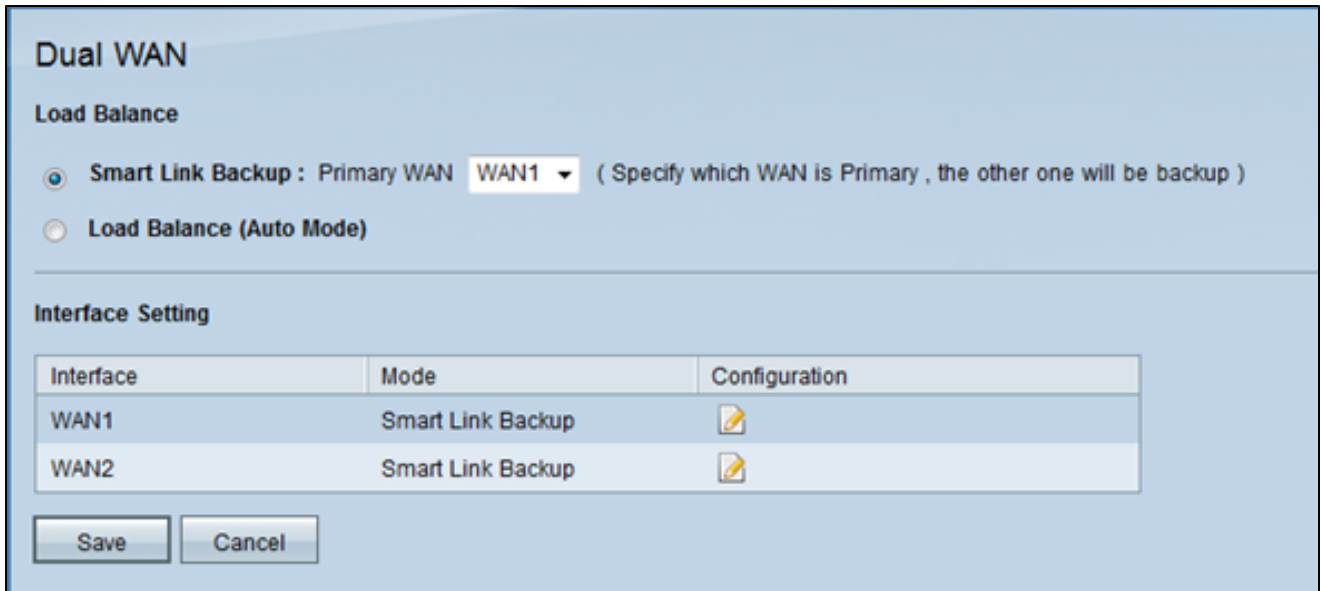 Dual WAN
Load Balance
Smart Link Backup : Primary WAN WAN1 ( Specify which WAN is Primary , the other one will be backup )
Load Balance (Auto Mode)
Interface Setting
Interface Mode Configuration
WAN1 Smart Link Backup
WAN2 Smart Link Backup
Save Cancel